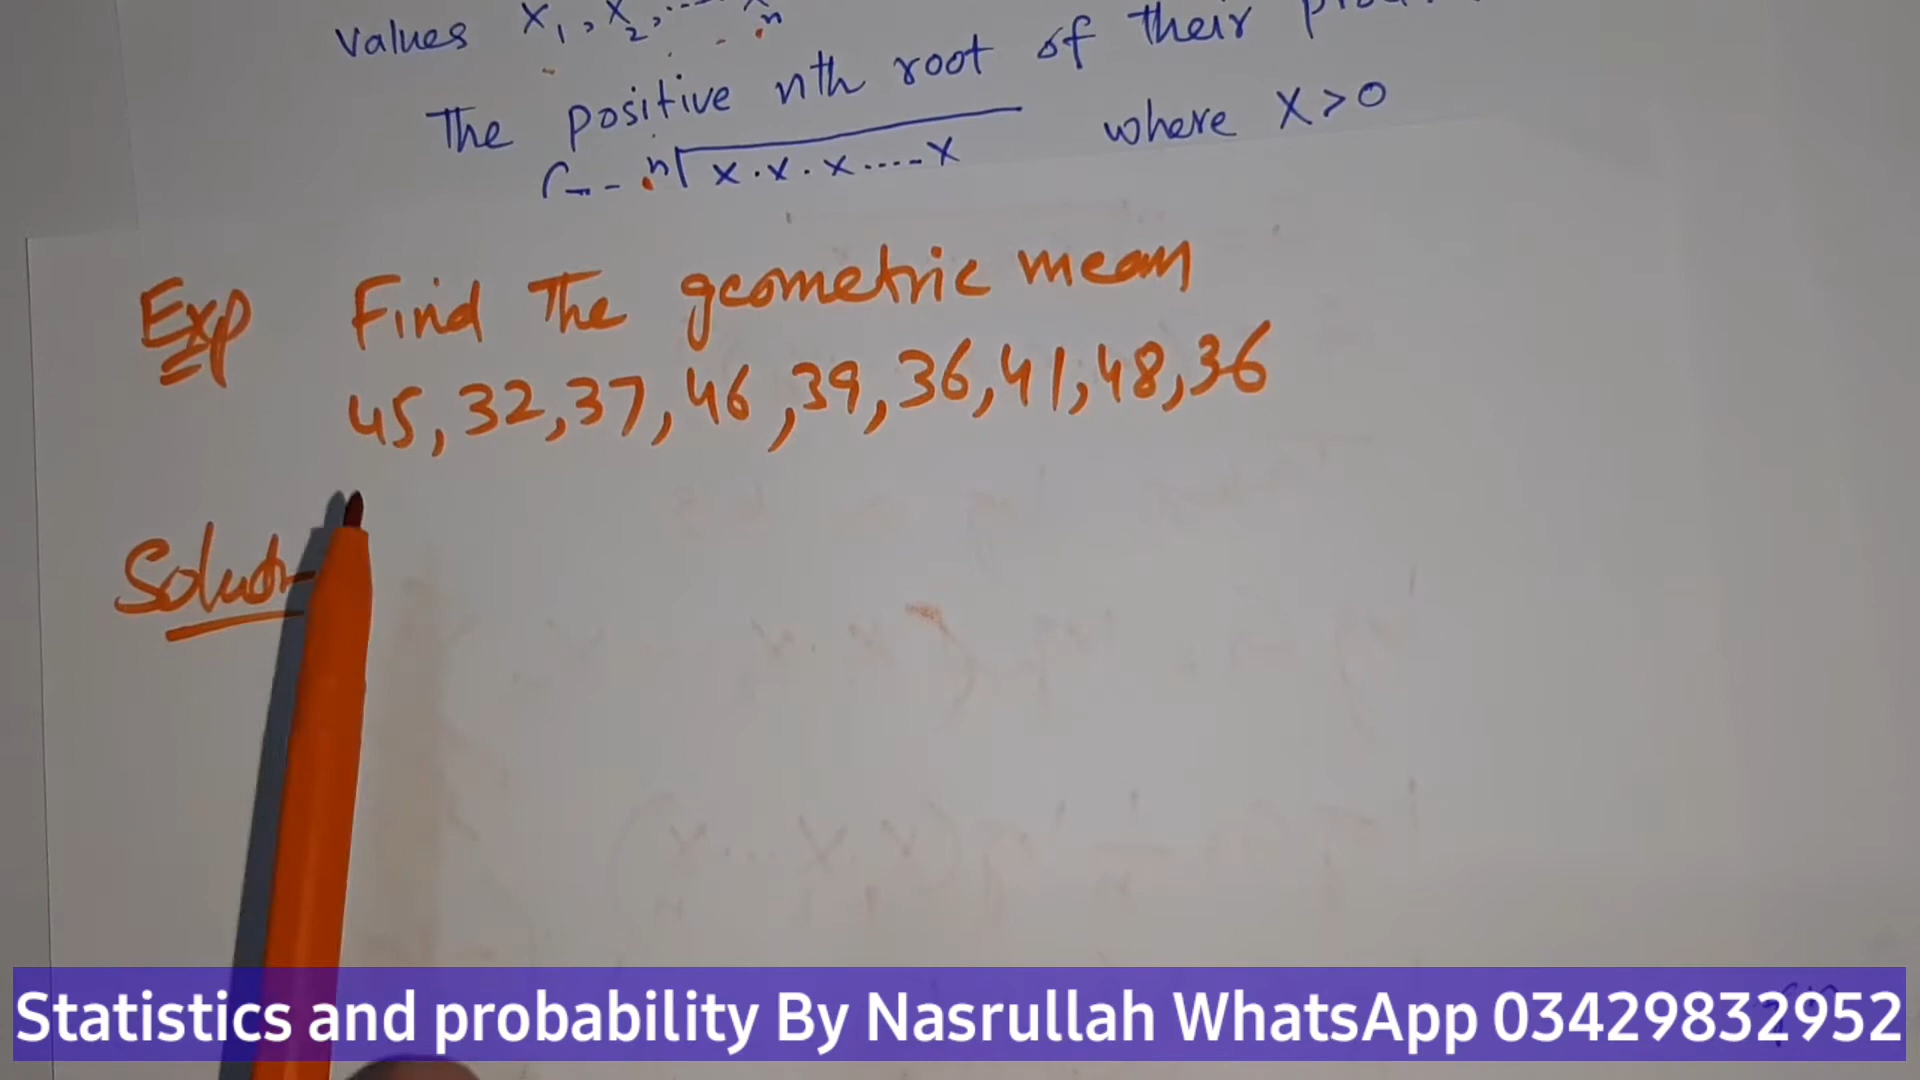 values x₁, x₂, ..... n
The positive nth root of their
G = ⁿ√x.x.x.....x where x>0
Exp Find The geometric mean
45, 32, 37, 46, 39, 36, 41, 48, 36
Solut
Statistics and probability By Nasrullah WhatsApp 03429832952